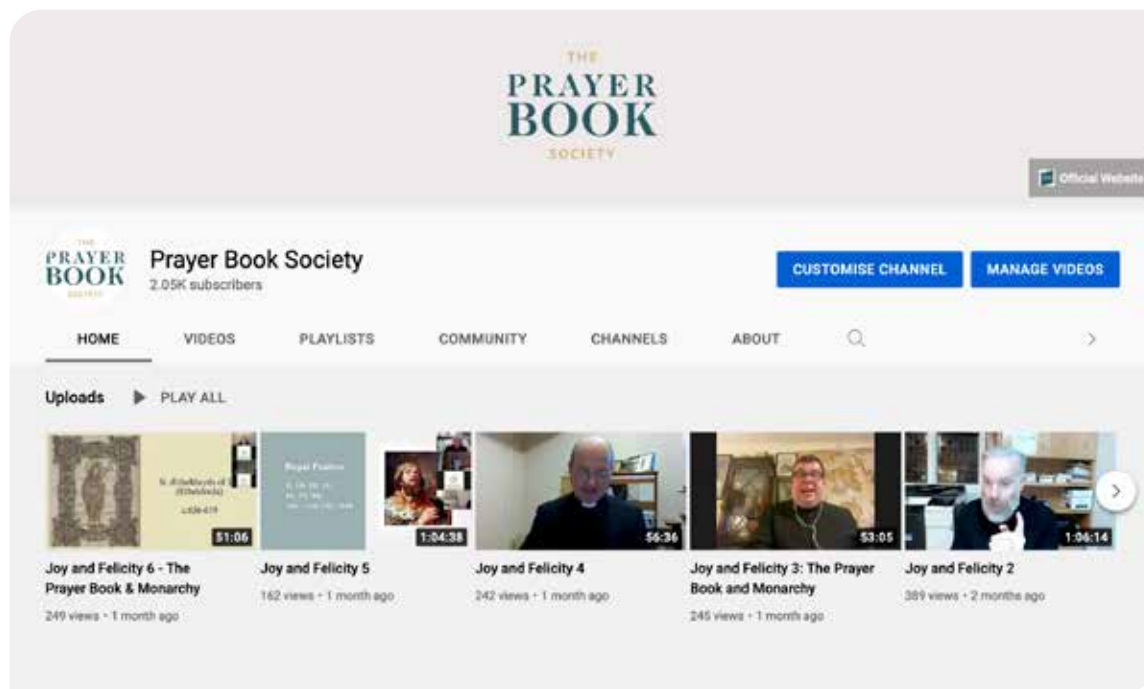 THE
PRAYER
BOOK
SOCIETY
Official Website
THE
PRAYER
BOOK
SOCIETY
Prayer Book Society
2.05K subscribers
CUSTOMISE CHANNEL
MANAGE VIDEOS
HOME
VIDEOS
PLAYLISTS
COMMUNITY
CHANNELS
ABOUT
Uploads
PLAY ALL
51:06
Joy and Felicity 6 - The
Prayer Book & Monarchy
249 views • 1 month ago
1:04:38
Joy and Felicity 5
162 views • 1 month ago
56:36
Joy and Felicity 4
242 views • 1 month ago
53:05
Joy and Felicity 3: The Prayer
Book and Monarchy
245 views • 1 month ago
1:06:14
Joy and Felicity 2
389 views • 2 months ago